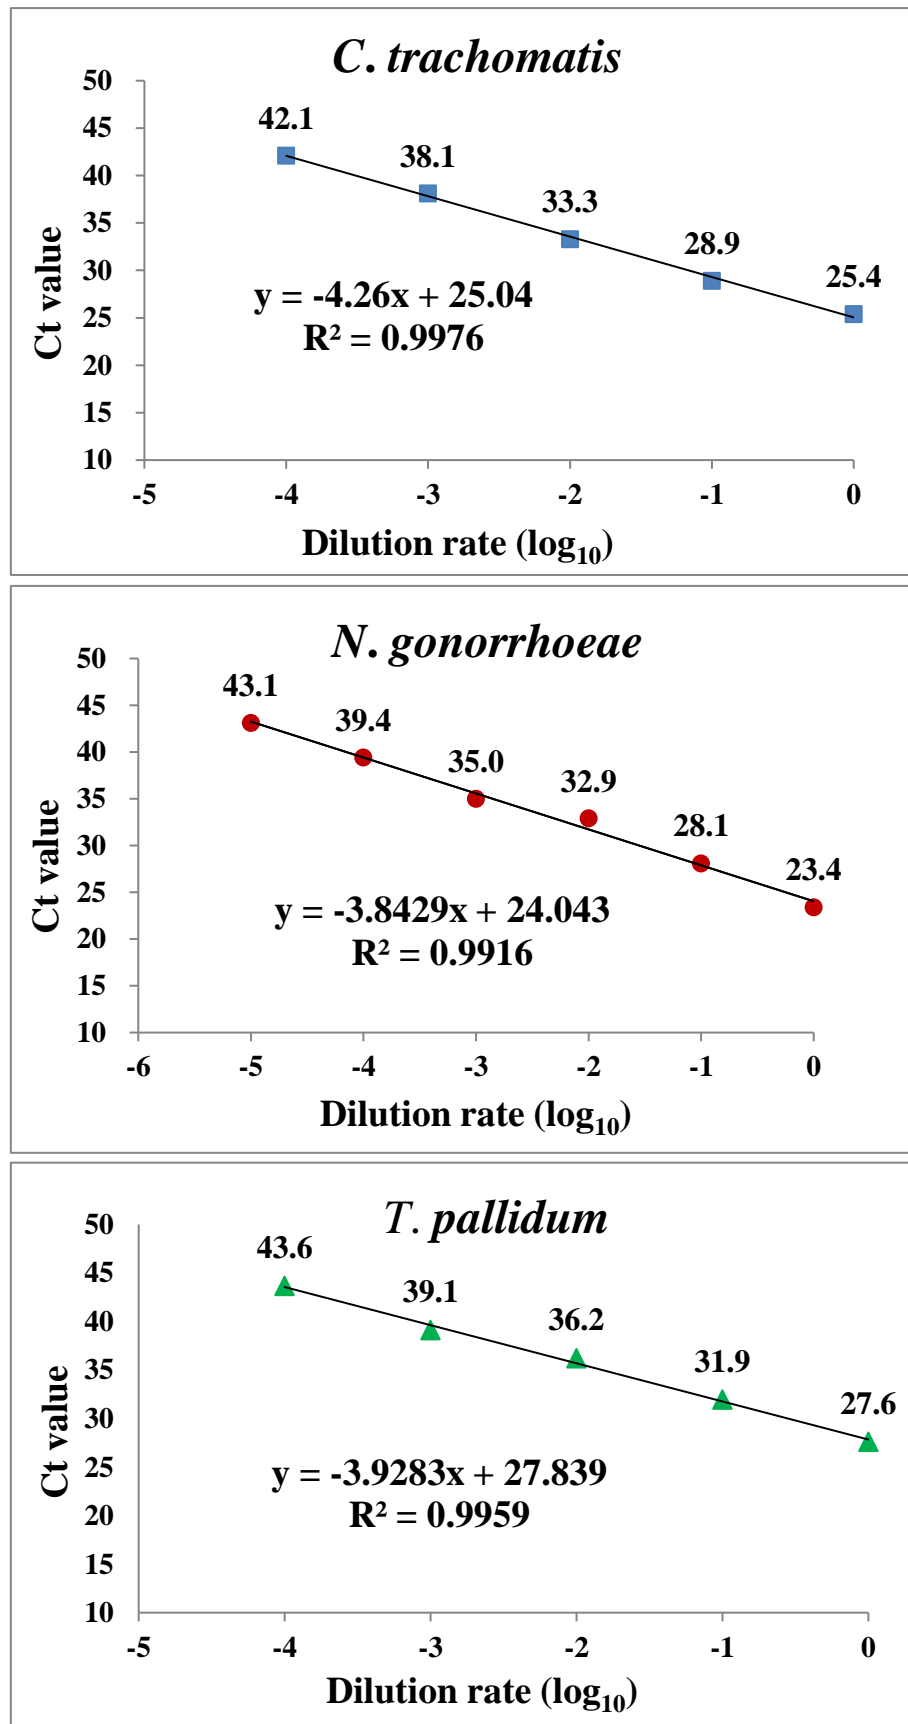 C. trachomatis
50
45
40
35
30
25
20
15
10
Ct value
42.1
38.1
33.3
28.9
25.4
y = -4.26x + 25.04
R² = 0.9976
-5 -4 -3 -2 -1 0
Dilution rate (log₁₀)
N. gonorrhoeae
50
45
40
35
30
25
20
15
10
Ct value
43.1
39.4
35.0
32.9
28.1
23.4
y = -3.8429x + 24.043
R² = 0.9916
-6 -5 -4 -3 -2 -1 0
Dilution rate (log₁₀)
T. pallidum
50
45
40
35
30
25
20
15
10
Ct value
43.6
39.1
36.2
31.9
27.6
y = -3.9283x + 27.839
R² = 0.9959
-5 -4 -3 -2 -1 0
Dilution rate (log₁₀)